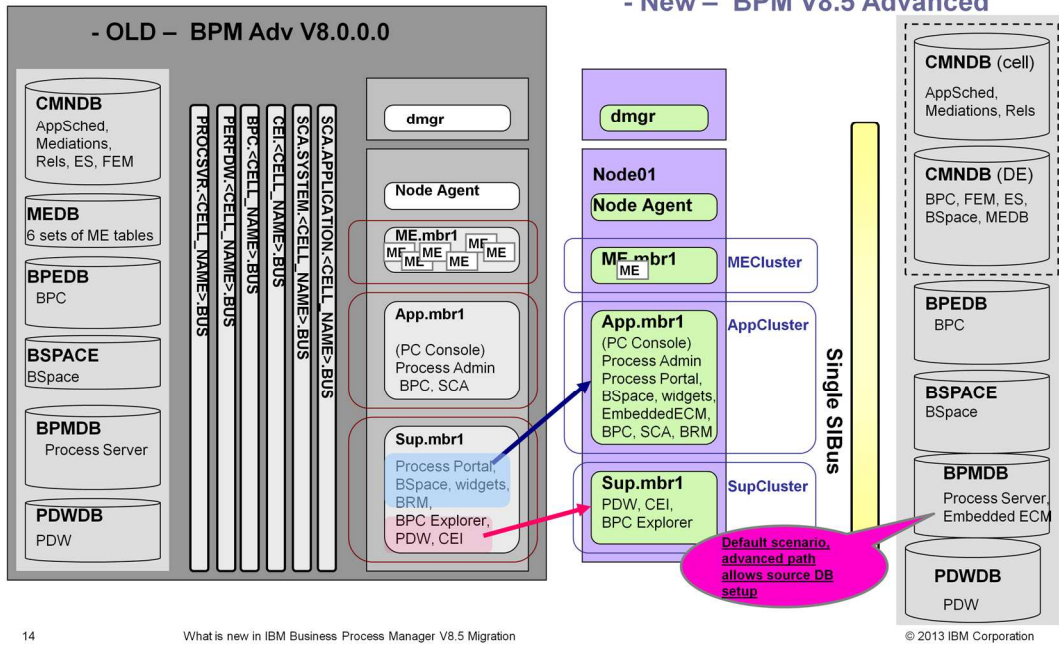 - New – BPM V8.5 Advanced
- OLD – BPM Adv V8.0.0.0
CMNDB
AppSched,
Mediations,
Rels, ES, FEM
MEDB
6 sets of ME tables
BPEDB
BPC
BSPACE
BSpace
BPMDB
Process Server
PDWDB
PDW
PROCSVR.<CELL_NAME>.BUS
PERFDW.<CELL_NAME>.BUS
BPC.<CELL_NAME>.BUS
CEI.<CELL_NAME>.BUS
SCA.SYSTEM.<CELL_NAME>.BUS
SCA.APPLICATION.<CELL_NAME>.BUS
dmgr
Node Agent
ME.mbr1
ME
ME
ME
ME
ME
ME
App.mbr1
(PC Console)
Process Admin
BPC, SCA
Sup.mbr1
Process Portal,
BSpace, widgets,
BRM,
BPC Explorer,
PDW, CEI
dmgr
Node01
Node Agent
ME.mbr1
ME
MECluster
App.mbr1
(PC Console)
Process Admin
Process Portal,
BSpace, widgets,
EmbeddedECM,
BPC, SCA, BRM
AppCluster
Sup.mbr1
PDW, CEI,
BPC Explorer
SupCluster
Single SIBus
Default scenario,
advanced path
allows source DB
setup
CMNDB (cell)
AppSched,
Mediations, Rels
CMNDB (DE)
BPC, FEM, ES,
BSpace, MEDB
BPEDB
BPC
BSPACE
BSpace
BPMDB
Process Server,
Embedded ECM
PDWDB
PDW
14
What is new in IBM Business Process Manager V8.5 Migration
© 2013 IBM Corporation